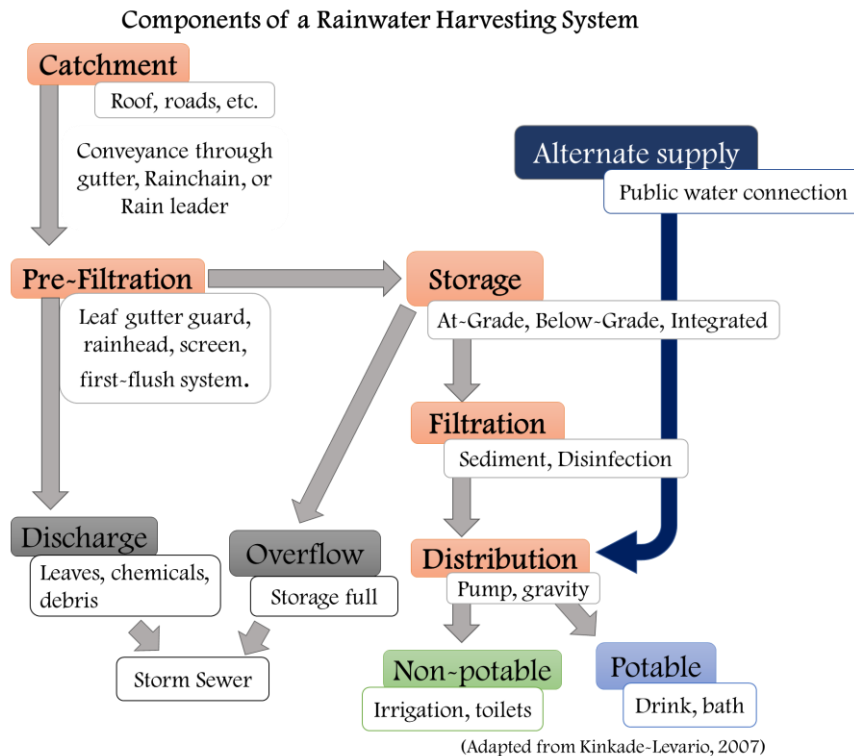 Components of a Rainwater Harvesting System
Catchment
Roof, roads, etc.
Conveyance through
gutter, Rainchain, or
Rain leader
Alternate supply
Public water connection
Pre-Filtration
Leaf gutter guard,
rainhead, screen,
first-flush system.
Storage
At-Grade, Below-Grade, Integrated
Filtration
Sediment, Disinfection
Discharge
Leaves, chemicals,
debris
Overflow
Storage full
Distribution
Pump, gravity
Storm Sewer
Non-potable
Irrigation, toilets
Potable
Drink, bath
(Adapted from Kinkade-Levario, 2007)